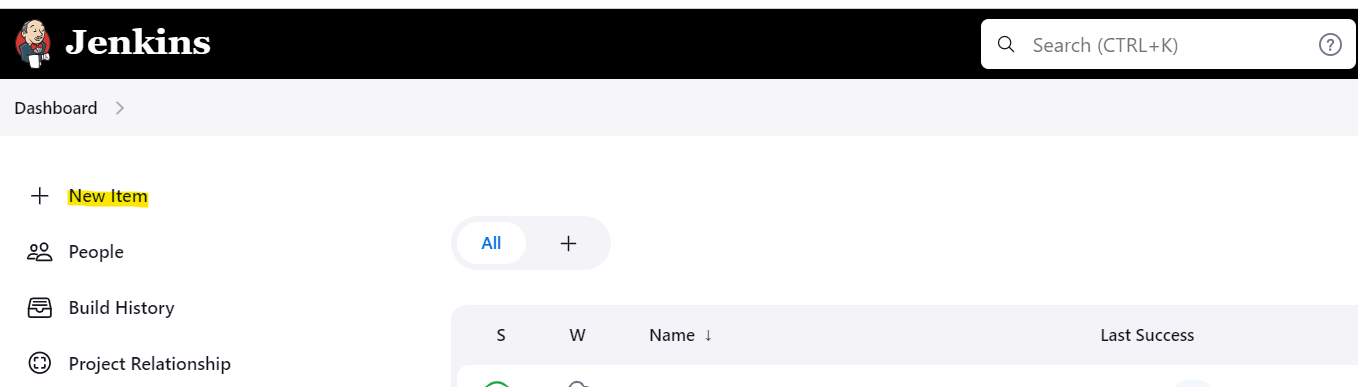 Jenkins
Search (CTRL+K)
Dashboard
New Item
People
All
Build History
S W Name ↓ Last Success
Project Relationship